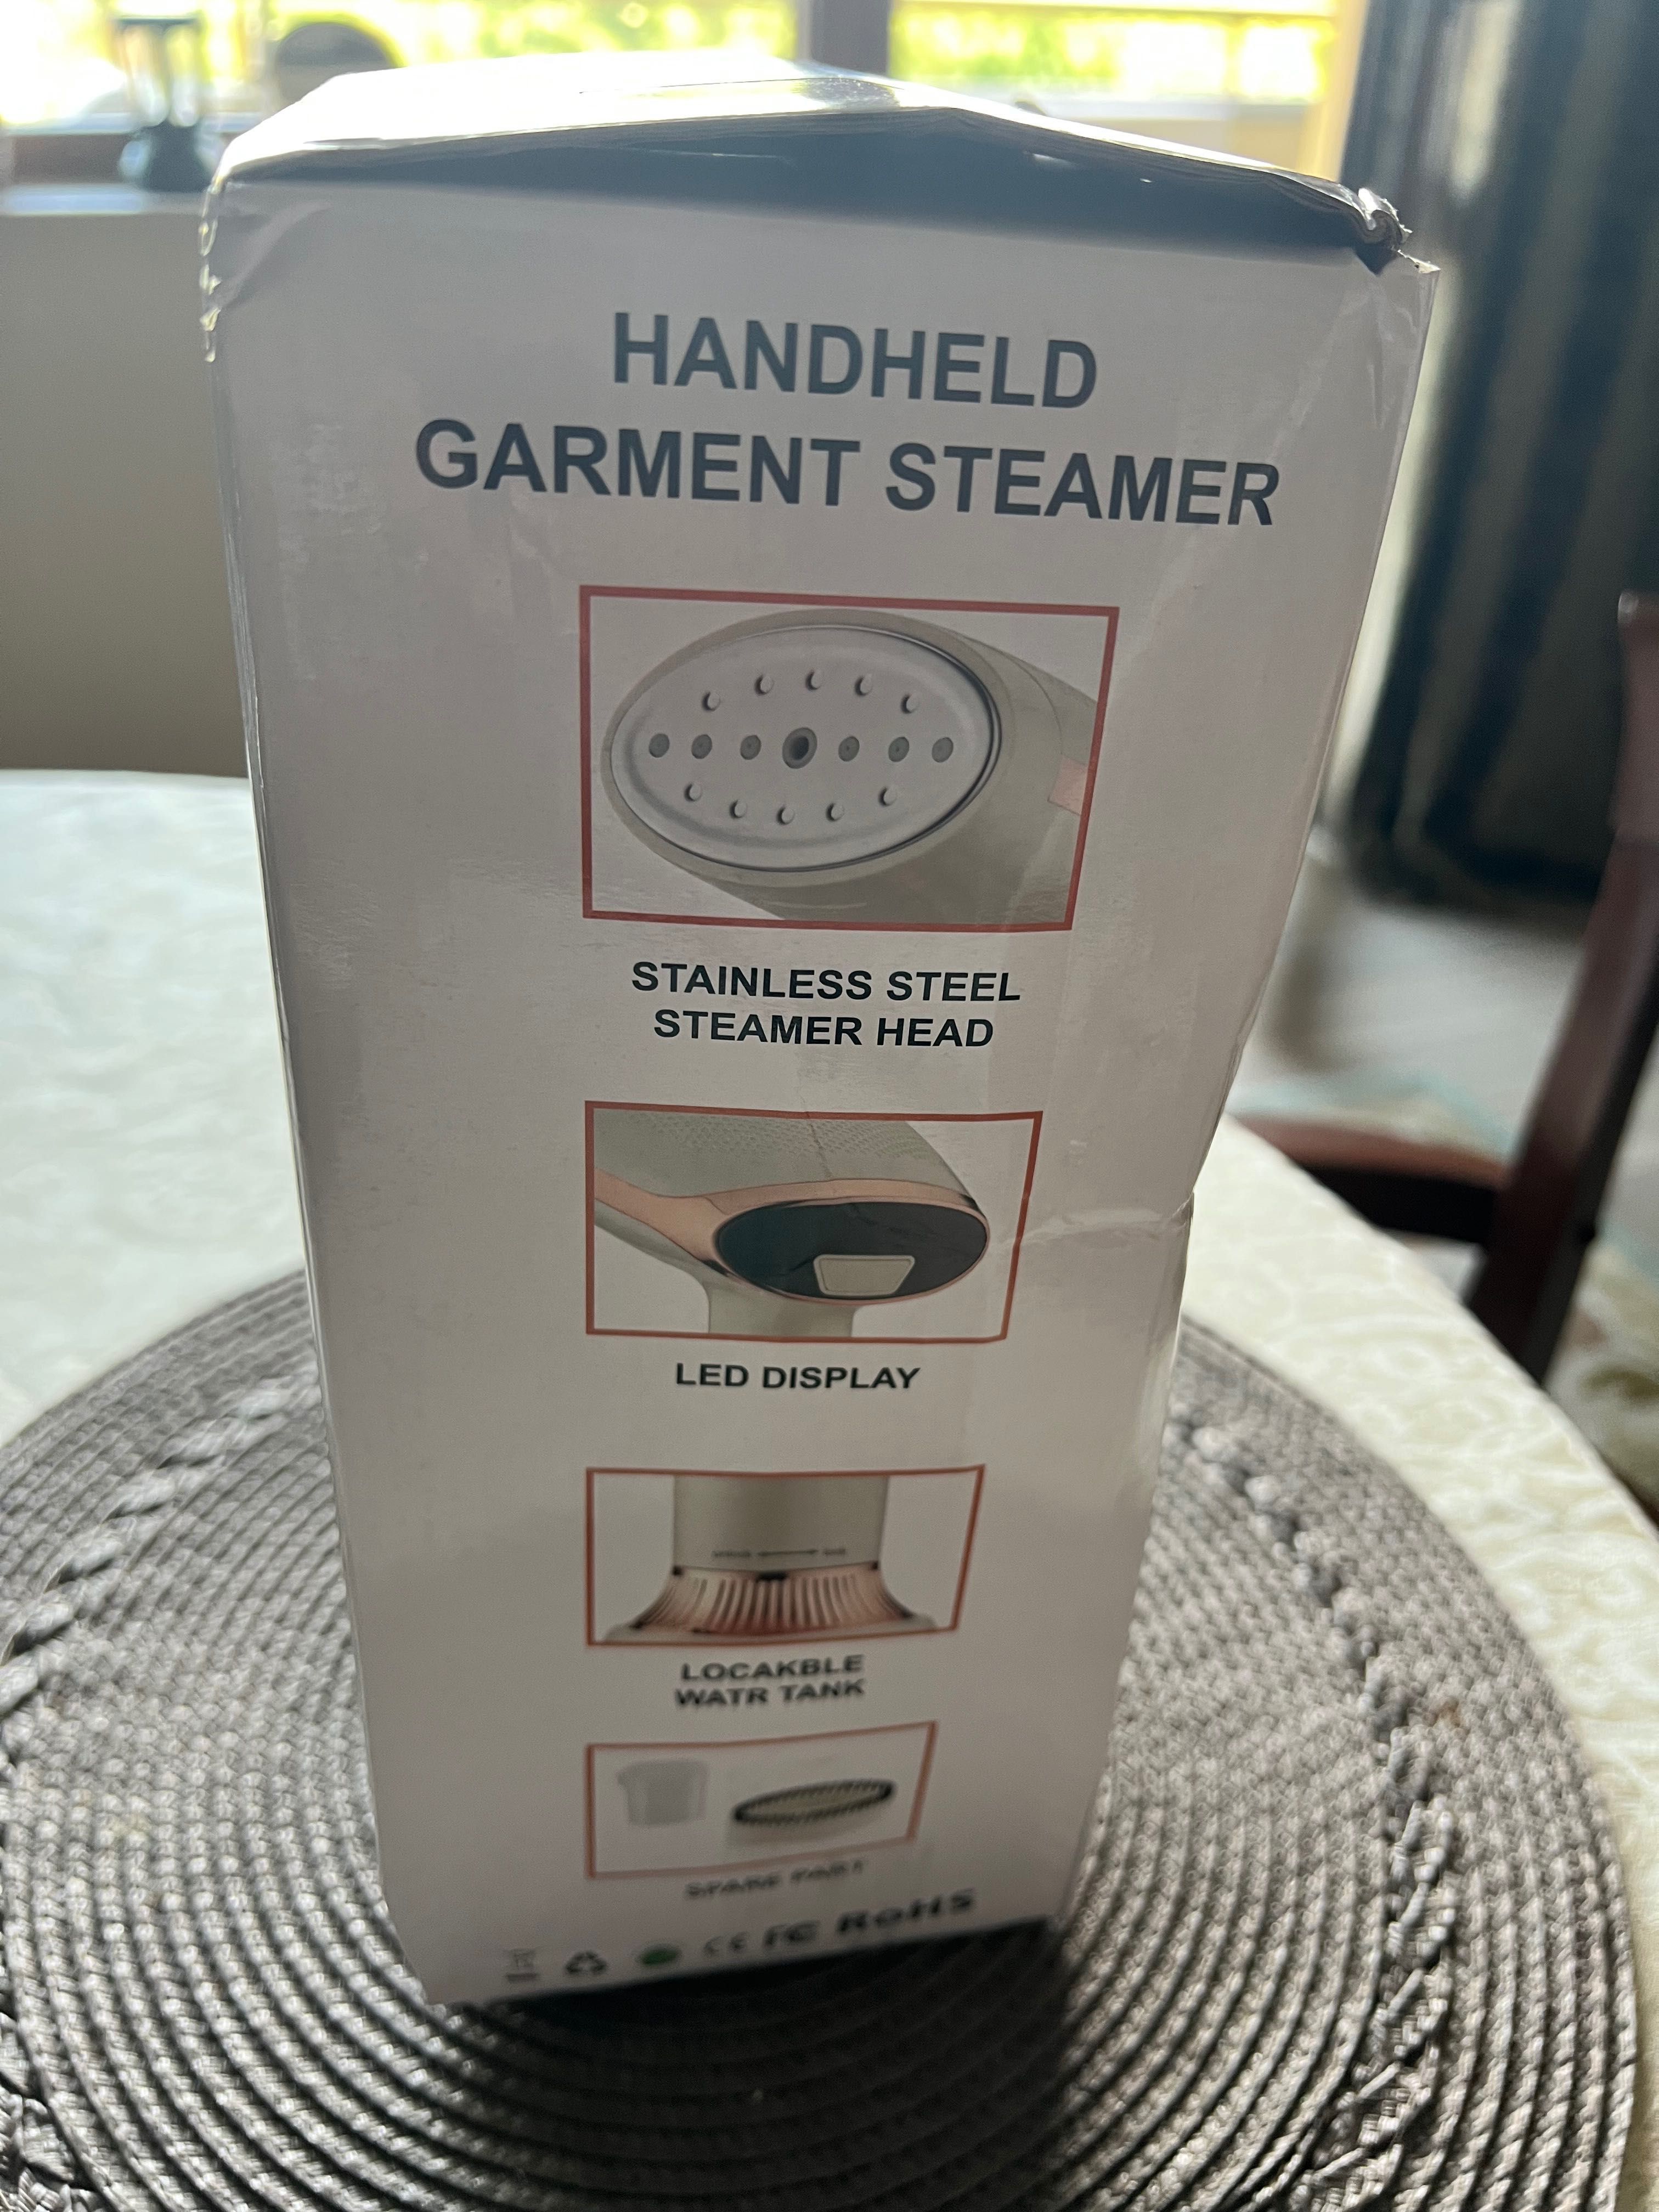 HANDHELD
GARMENT STEAMER
STAINLESS STEEL
STEAMER HEAD
LED DISPLAY
LOCAKBLE
WATR TANK
SPARE PART
CE FC RoHS